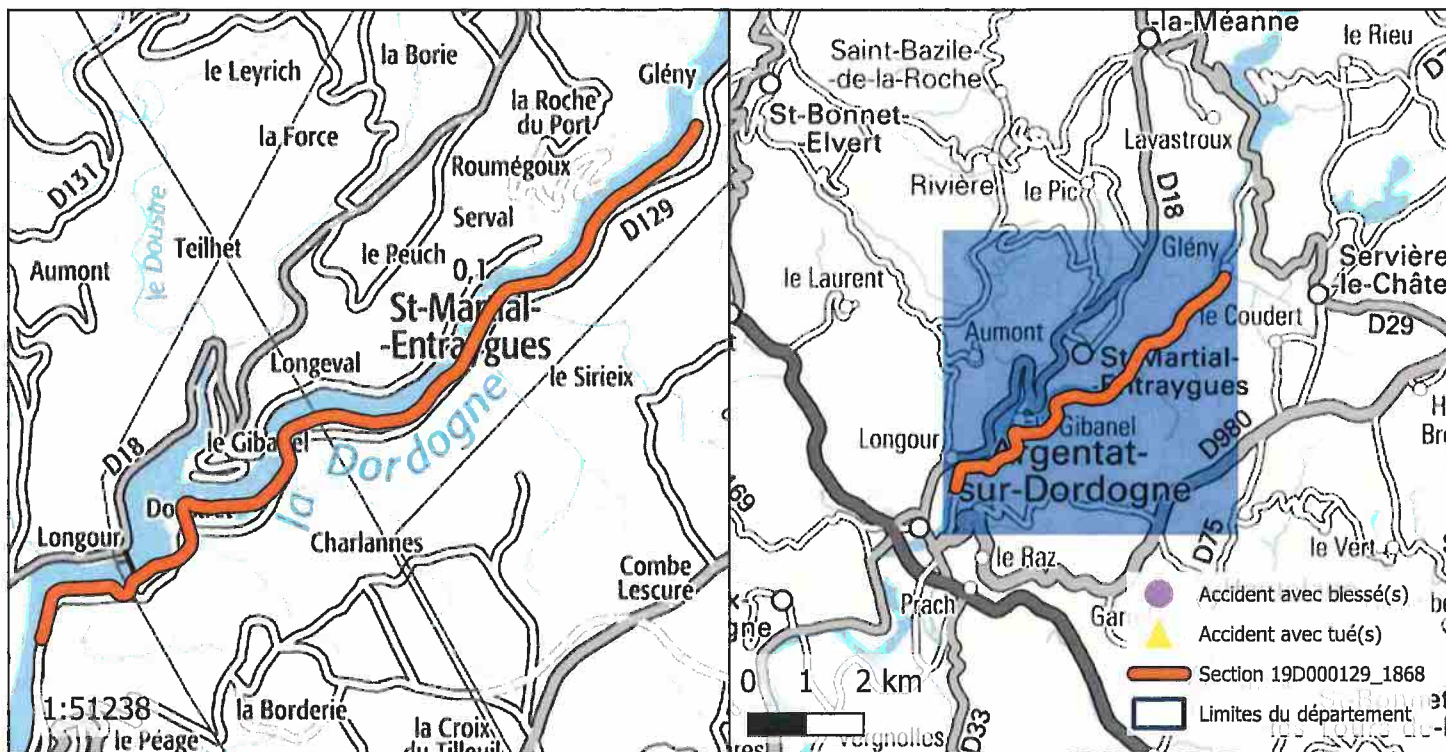 le Leyrich
la Borie
Glény
la Roche
du Port
la Force
Roumégoux
D131
Serval
D129
le Doustre
Teilhet
le Peuch
0,1
Aumont
St-Martial-
-Entraygues
Longeval
le Sirieix
le Gibanel
la Dordogne
D18
Longour
Charlannes
Combe
Lescure
1:51238
la Borderie
le Péage
la Croix
du Tilleul
-la-Méanne
le Rieu
Saint-Bazile-
-de-la-Roche
St-Bonnet-
-Elvert
Lavastroux
Rivière
le Pic
D18
Glény
le Laurent
Servière
-le-Châte
le Coudert
D29
Aumont
St-Martial-
-Entraygues
Longour
Gibanel
D980
Argentat-
-sur-Dordogne
D75
le Raz
le Vert
Prach
Accident avec blessé(s)
Accident avec tué(s)
0 1 2 km
Section 19D000129_1868
Limites du département
D33